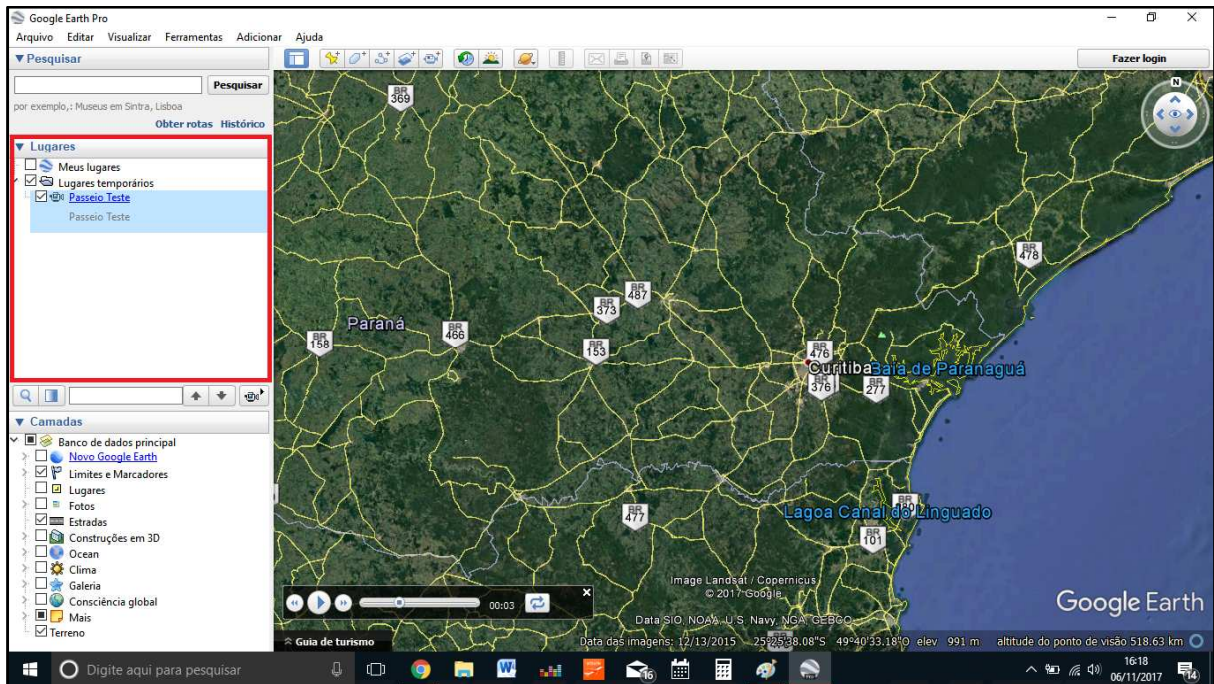 Google Earth Pro
Arquivo Editar Visualizar Ferramentas Adicionar Ajuda
Pesquisar
Fazer login
Pesquisar
por exemplo,: Museus em Sintra, Lisboa
Obter rotas Histórico
Lugares
Meus lugares
Lugares temporários
Passeio Teste
Passeio Teste
Camadas
Banco de dados principal
Novo Google Earth
Limites e Marcadores
Lugares
Fotos
Estradas
Construções em 3D
Ocean
Clima
Galeria
Consciência global
Mais
Terreno
N
BR
369
BR
478
BR
487
BR
373
Paraná
BR
466
BR
158
BR
153
BR
476
Curitiba
Baía de Paranaguá
BR
376
BR
277
BR
477
Lagoa Canal do Linguado
BR
BR
101
Image Landsat / Copernicus
© 2017 Google
Data SIO, NOAA, U.S. Navy, NGA, GEBCO
Google Earth
00:03
Guia de turismo
Data das imagens: 12/13/2015 25°25'38.08"S 49°40'33.18"O elev 991 m altitude do ponto de visão 518.63 km
Digite aqui para pesquisar
16
16:18
06/11/2017
14